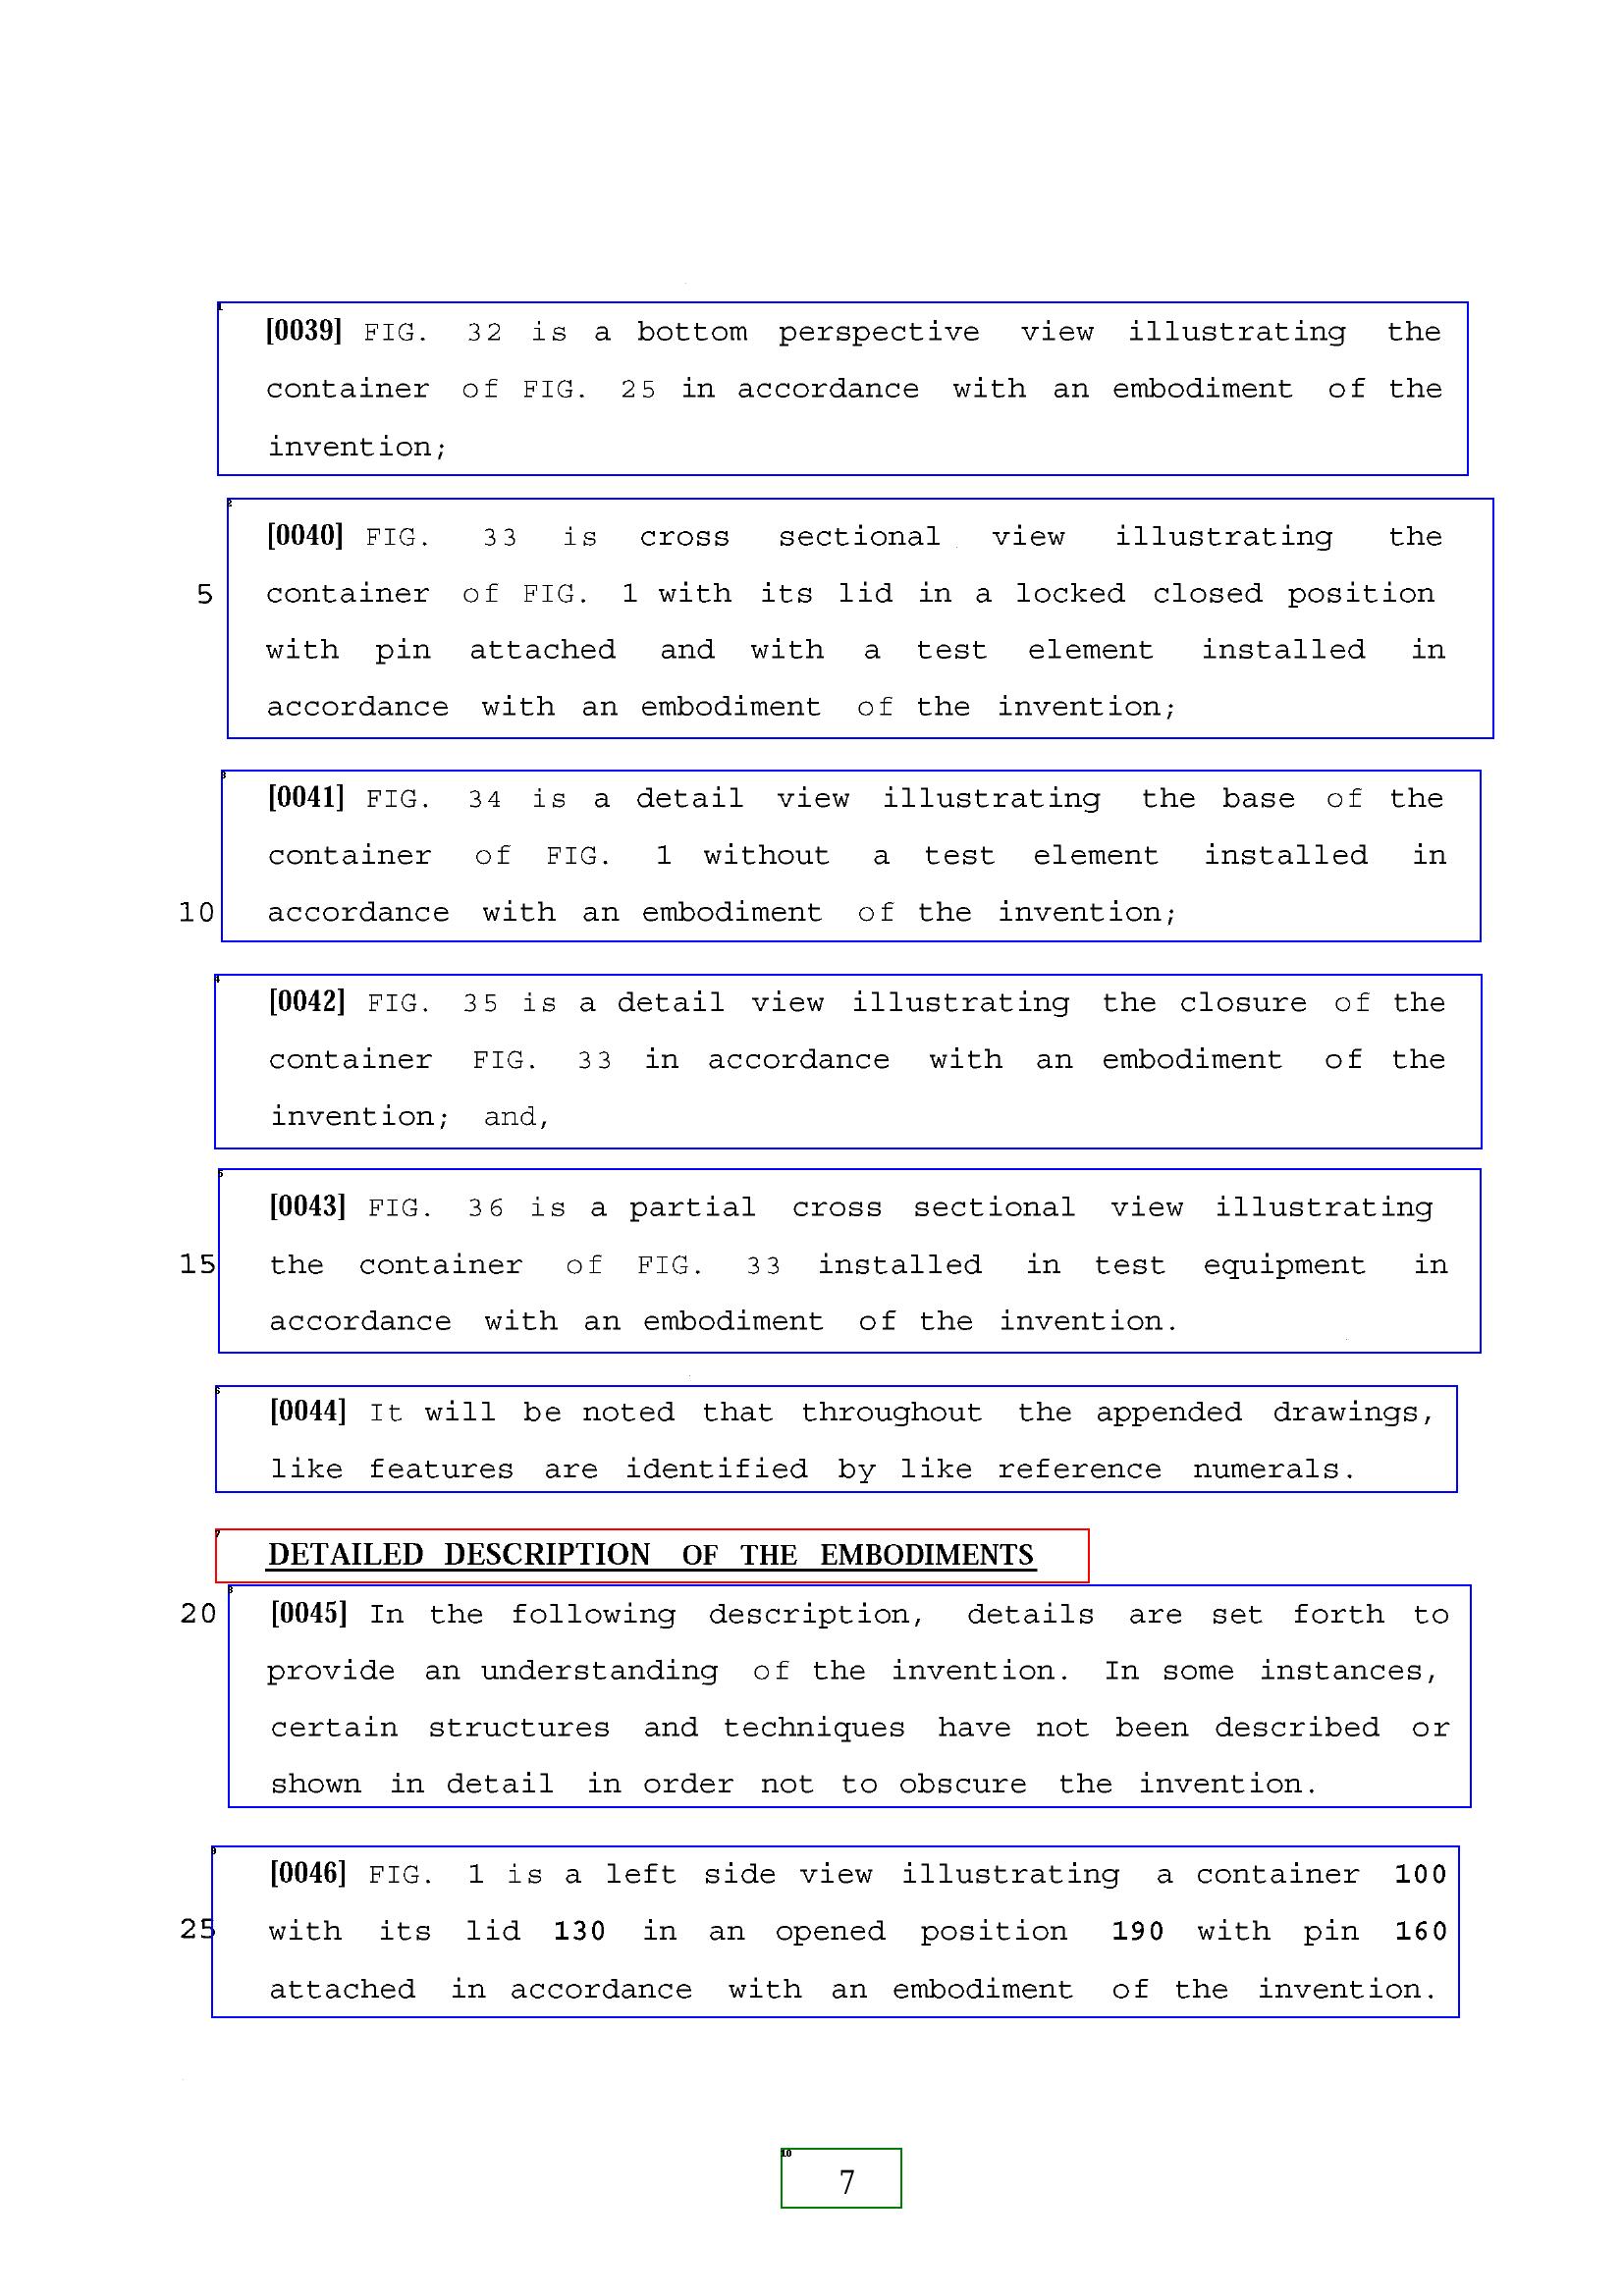 [0039] FIG. 32 is a bottom perspective view illustrating the
container of FIG. 25 in accordance with an embodiment of the
invention;
[0040] FIG. 33 is cross sectional view illustrating the
5 container of FIG. 1 with its lid in a locked closed position
with pin attached and with a test element installed in
accordance with an embodiment of the invention;
[0041] FIG. 34 is a detail view illustrating the base of the
container of FIG. 1 without a test element installed in
10 accordance with an embodiment of the invention;
[0042] FIG. 35 is a detail view illustrating the closure of the
container FIG. 33 in accordance with an embodiment of the
invention; and,
[0043] FIG. 36 is a partial cross sectional view illustrating
15 the container of FIG. 33 installed in test equipment in
accordance with an embodiment of the invention.
[0044] It will be noted that throughout the appended drawings,
like features are identified by like reference numerals.
DETAILED DESCRIPTION OF THE EMBODIMENTS
20 [0045] In the following description, details are set forth to
provide an understanding of the invention. In some instances,
certain structures and techniques have not been described or
shown in detail in order not to obscure the invention.
[0046] FIG. 1 is a left side view illustrating a container 100
25 with its lid 130 in an opened position 190 with pin 160
attached in accordance with an embodiment of the invention.
10
7